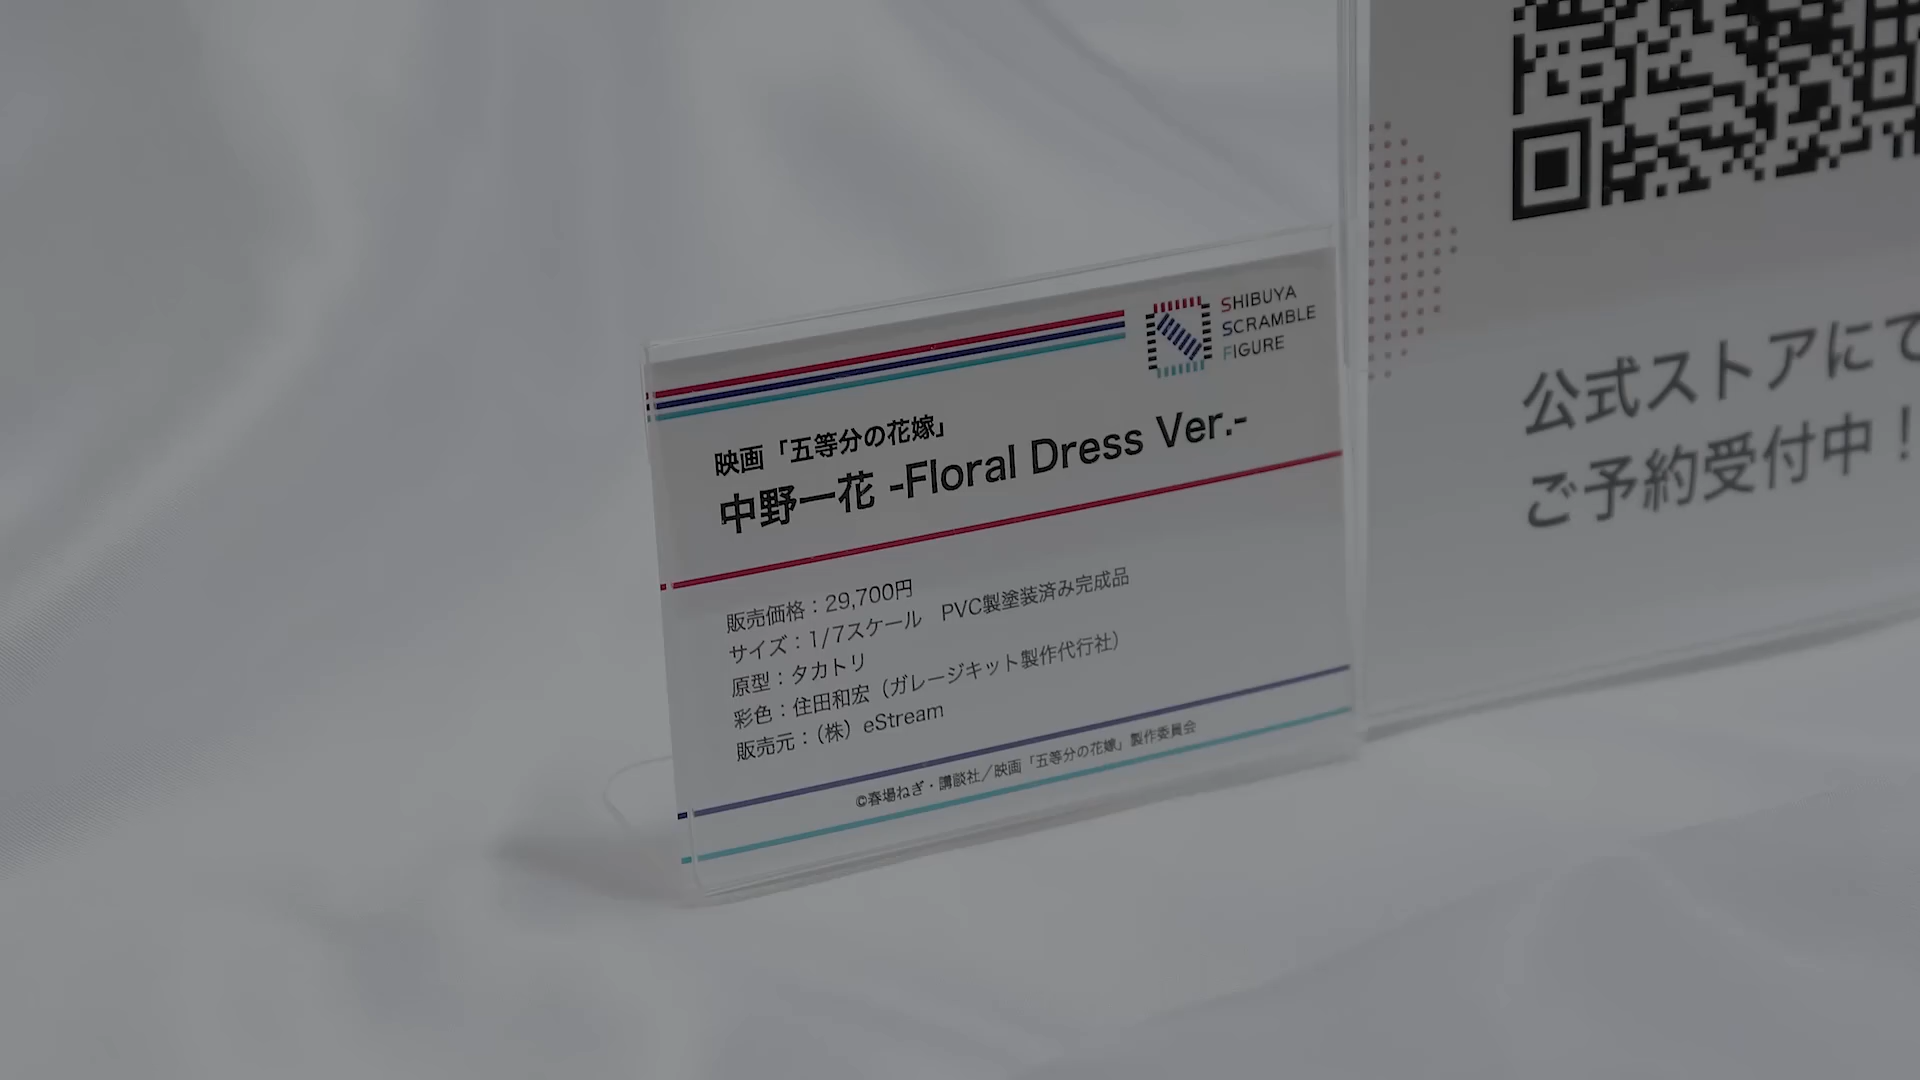 SHIBUYA
SCRAMBLE
FIGURE
映画「五等分の花嫁」
中野一花 -Floral Dress Ver.-
販売価格：29,700円
サイズ：1/7スケール　PVC製塗装済み完成品
原型：タカトリ
彩色：住田和宏（ガレージキット製作代行社）
販売元：（株）eStream
©春場ねぎ・講談社／映画「五等分の花嫁」製作委員会
公式ストアにて
ご予約受付中！